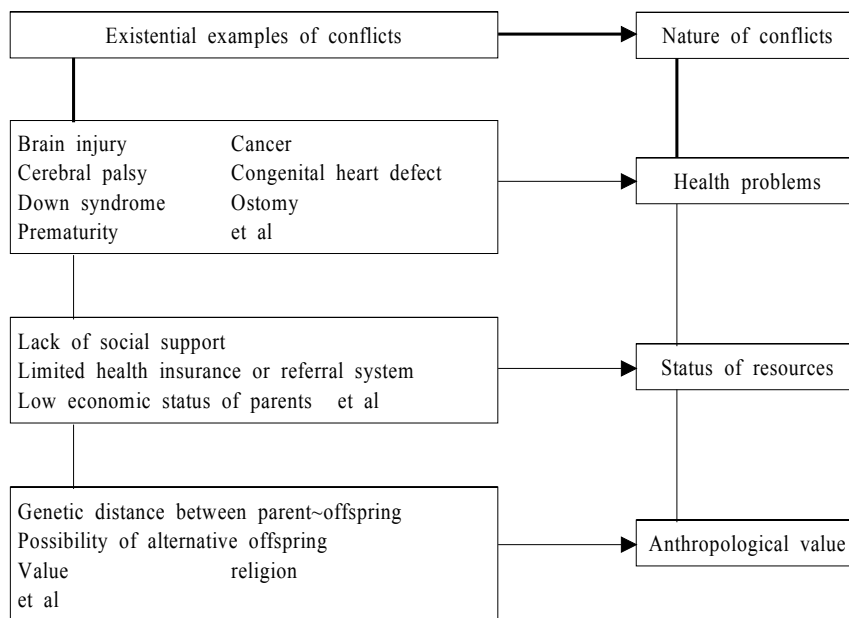 Existential examples of conflicts
Nature of conflicts
Brain injury Cancer
Cerebral palsy Congenital heart defect
Down syndrome Ostomy
Prematurity et al
Health problems
Lack of social support
Limited health insurance or referral system
Low economic status of parents et al
Status of resources
Genetic distance between parent~offspring
Possibility of alternative offspring
Value religion
et al
Anthropological value